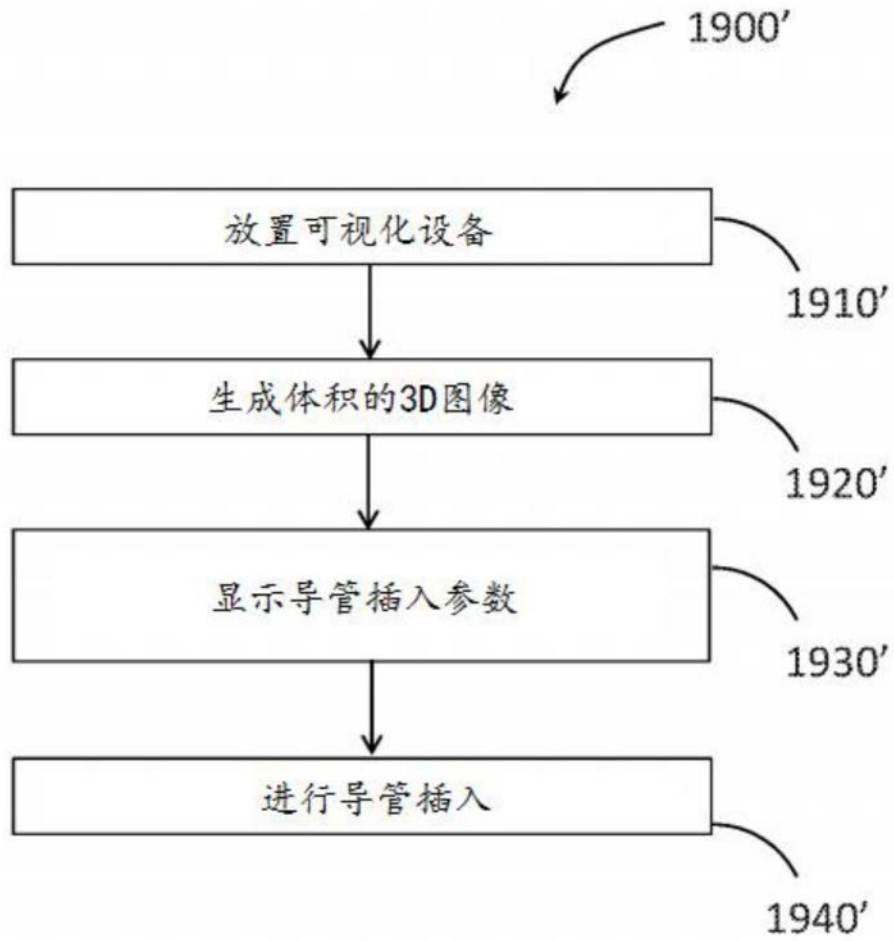 1900’
放置可视化设备
1910’
生成体积的3D图像
1920’
显示导管插入参数
1930’
进行导管插入
1940’